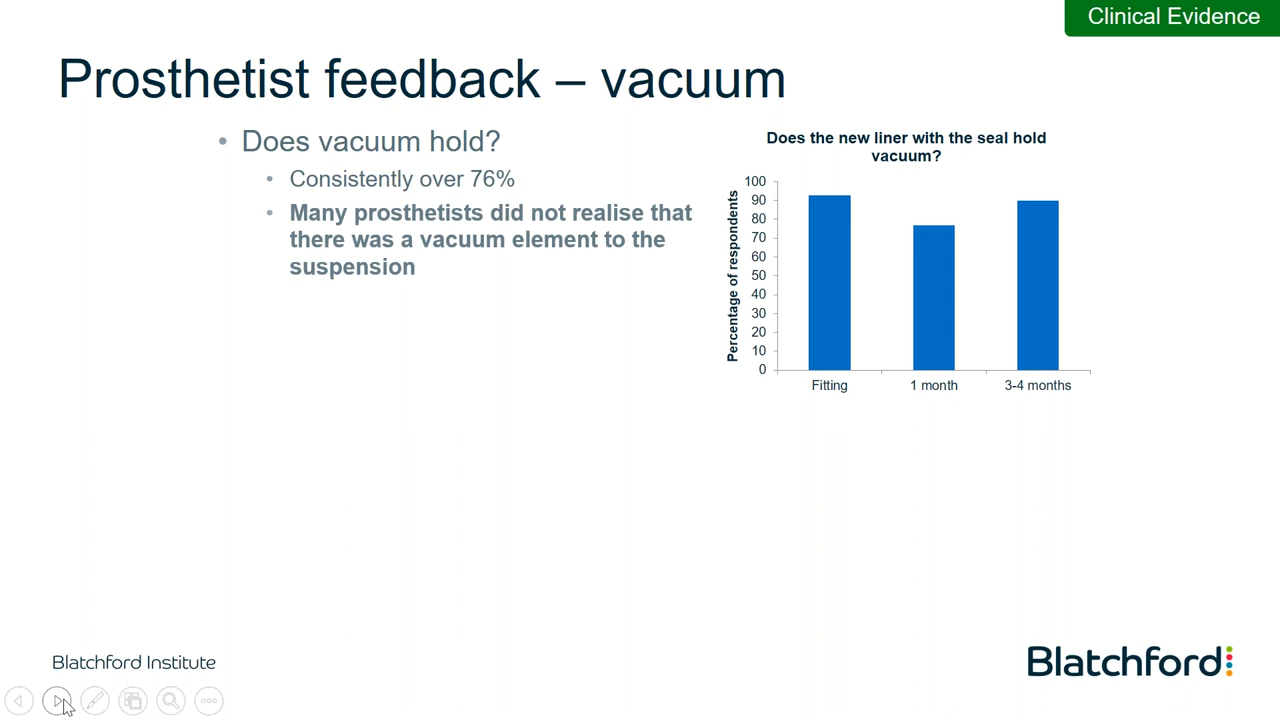 Clinical Evidence
Prosthetist feedback – vacuum
• Does vacuum hold?
• Consistently over 76%
• Many prosthetists did not realise that
there was a vacuum element to the
suspension
Does the new liner with the seal hold
vacuum?
Percentage of respondents
100
90
80
70
60
50
40
30
20
10
0
Fitting
1 month
3-4 months
Blatchford Institute
Blatchford